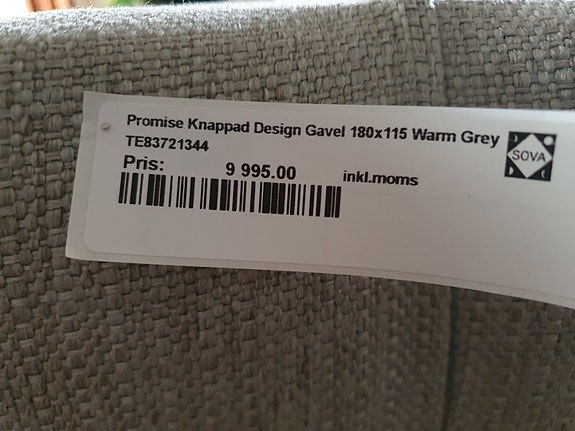 Promise Knappad Design Gavel 180x115 Warm Grey
TE83721344
Pris: 9 995.00 inkl.moms
SOVA